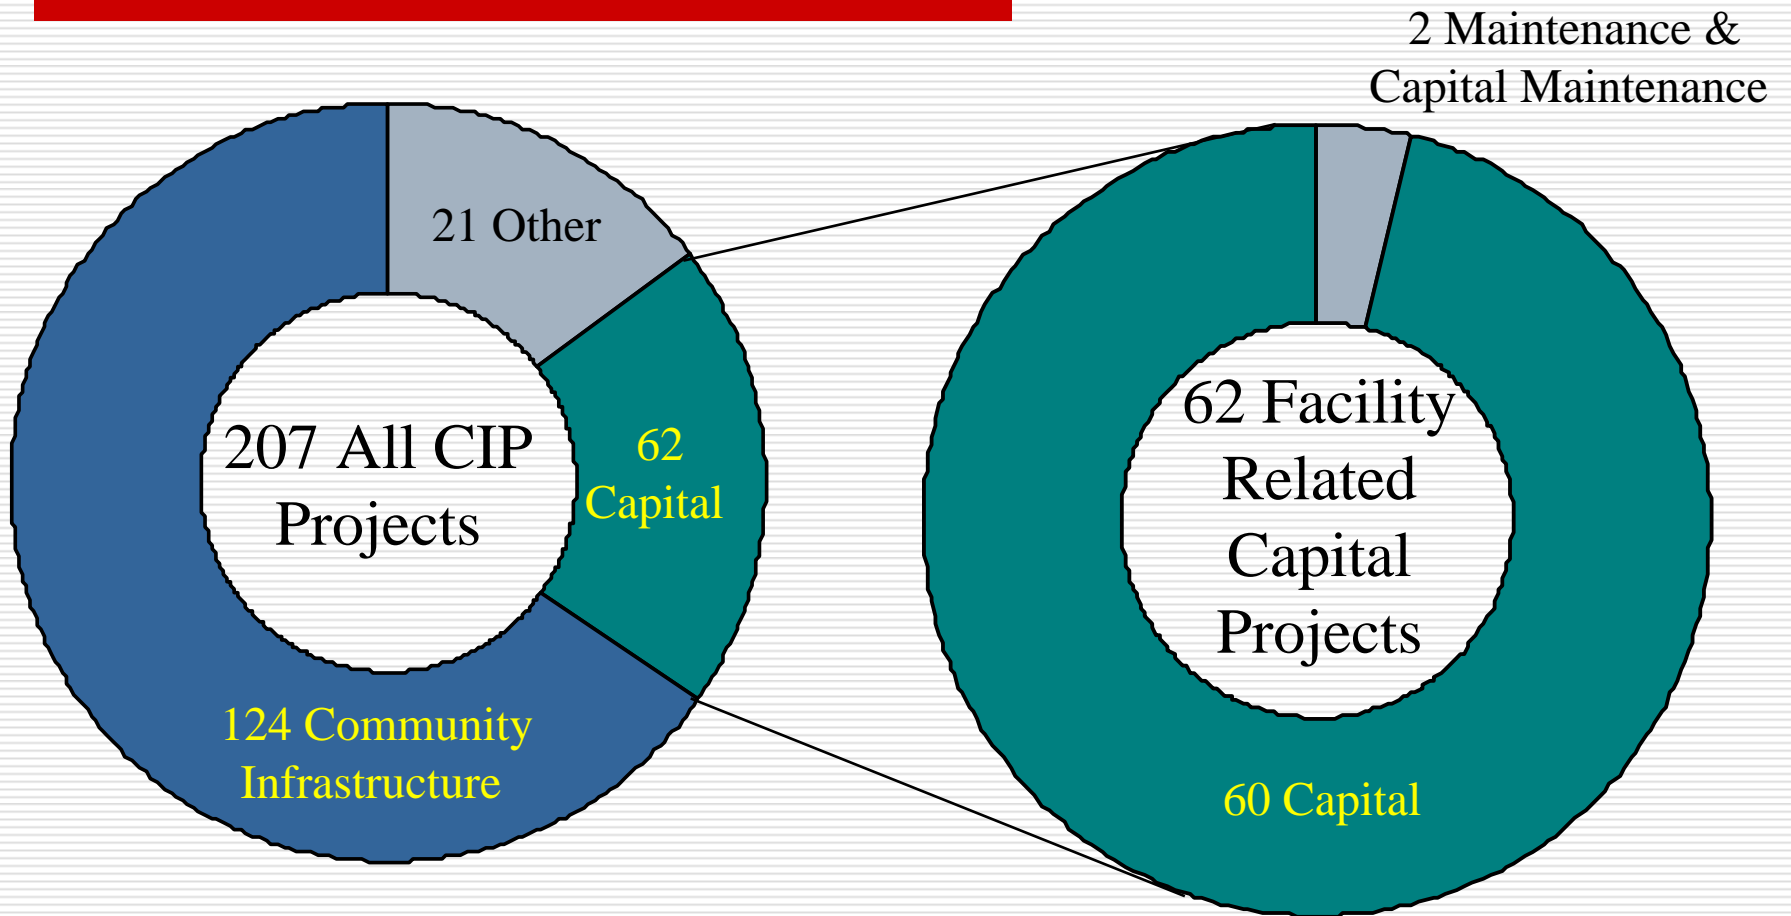 2 Maintenance &
Capital Maintenance
21 Other
207 All CIP
Projects
62
Capital
124 Community
Infrastructure
62 Facility
Related
Capital
Projects
60 Capital